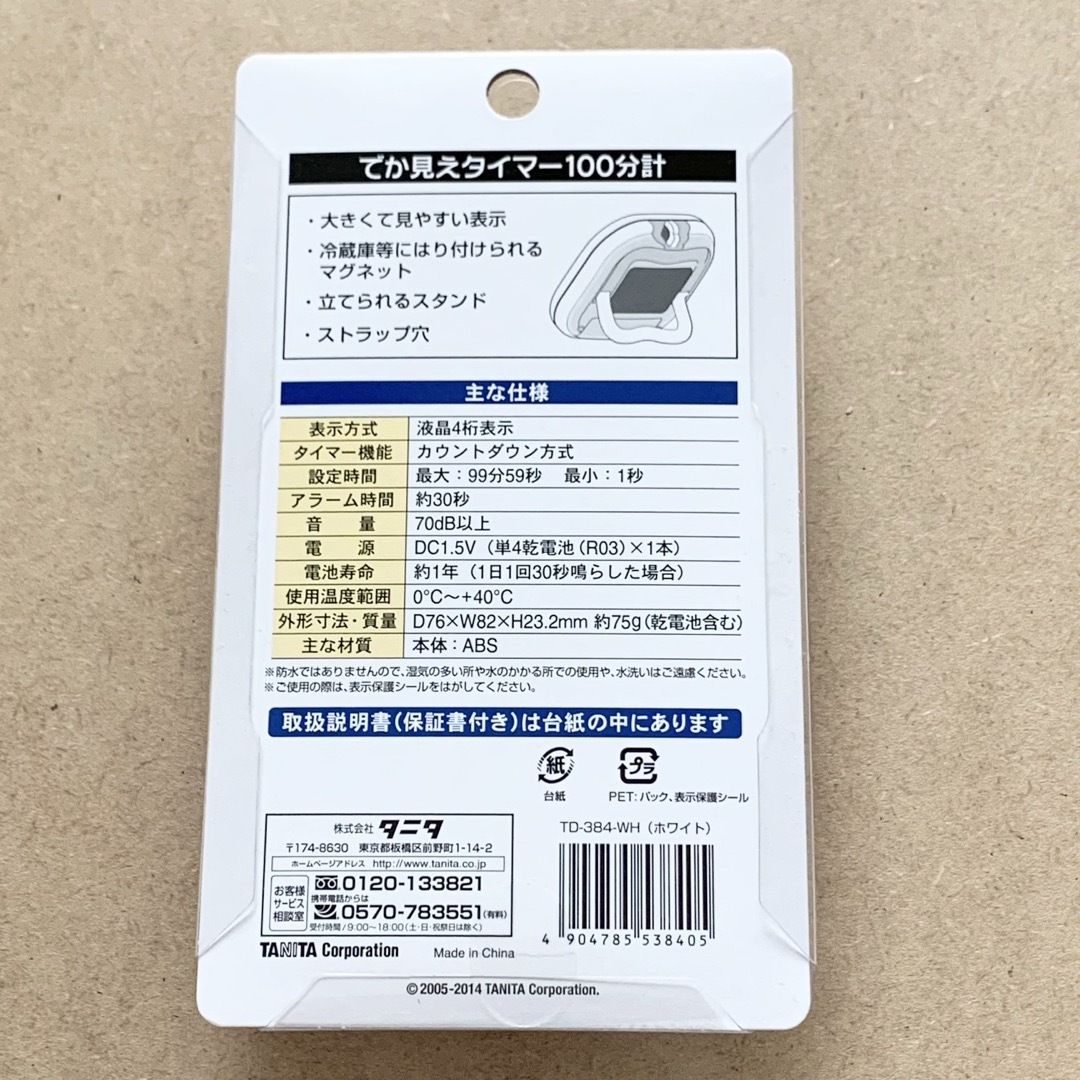 でか見えタイマー100分計
・大きくて見やすい表示
・冷蔵庫等にはり付けられる
マグネット
・立てられるスタンド
・ストラップ穴
主な仕様
表示方式 液晶4桁表示
タイマー機能 カウントダウン方式
設定時間 最大：99分59秒 最小：1秒
アラーム時間 約30秒
音量 70dB以上
電源 DC1.5V（単4乾電池（R03）×1本）
電池寿命 約1年（1日1回30秒鳴らした場合）
使用温度範囲 0°C〜+40°C
外形寸法・質量 D76×W82×H23.2mm 約75g（乾電池含む）
主な材質 本体：ABS
※防水ではありませんので、湿気の多い所や水のかかる所での使用や、水洗いはご遠慮ください。
※ご使用の際は、表示保護シールをはがしてください。
取扱説明書（保証書付き）は台紙の中にあります
紙
台紙
プラ
PET：パック、表示保護シール
株式会社 タニタ
〒174-8630 東京都板橋区前野町1-14-2
ホームページアドレス http://www.tanita.co.jp
お客様
サービス
相談室
0120-133821
携帯電話からは
0570-783551（有料）
受付時間／9:00〜18:00（土・日・祝祭日は除く）
TANITA Corporation
Made in China
TD-384-WH（ホワイト）
4 904785 538405
©2005-2014 TANITA Corporation.